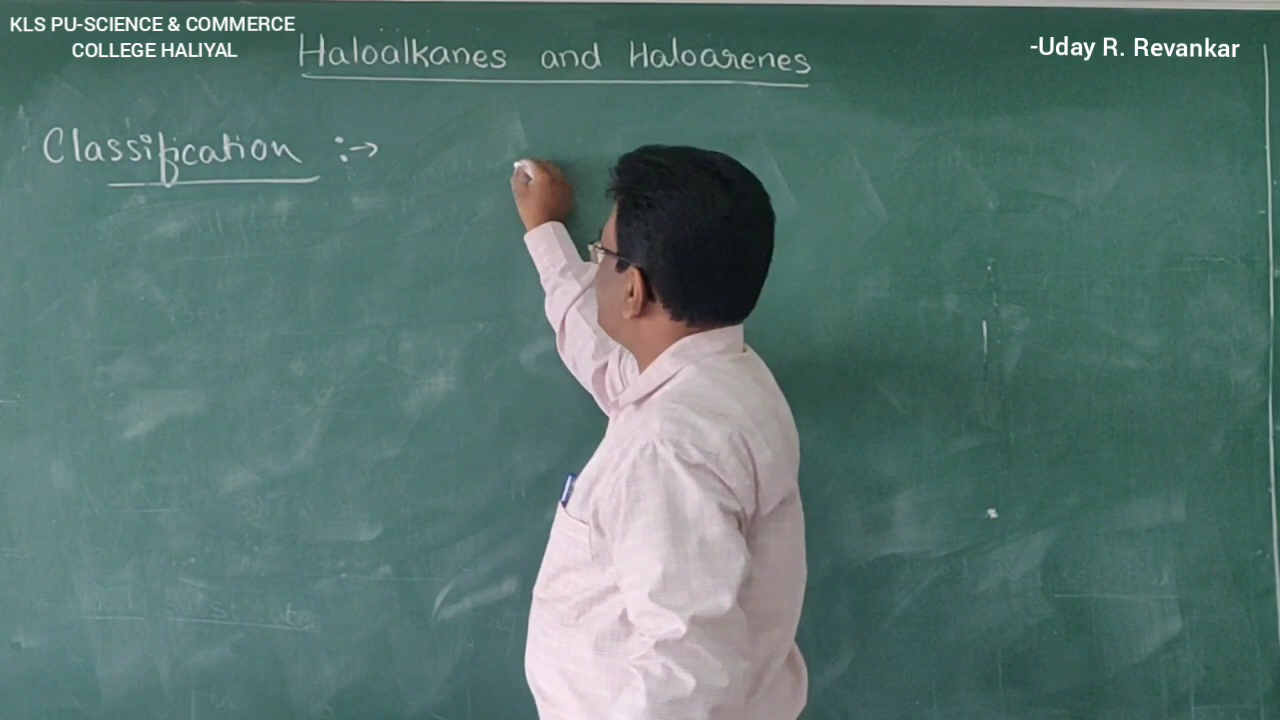 KLS PU-SCIENCE & COMMERCE
COLLEGE HALIYAL
-Uday R. Revankar
Haloalkanes and Haloarenes
Classification :→